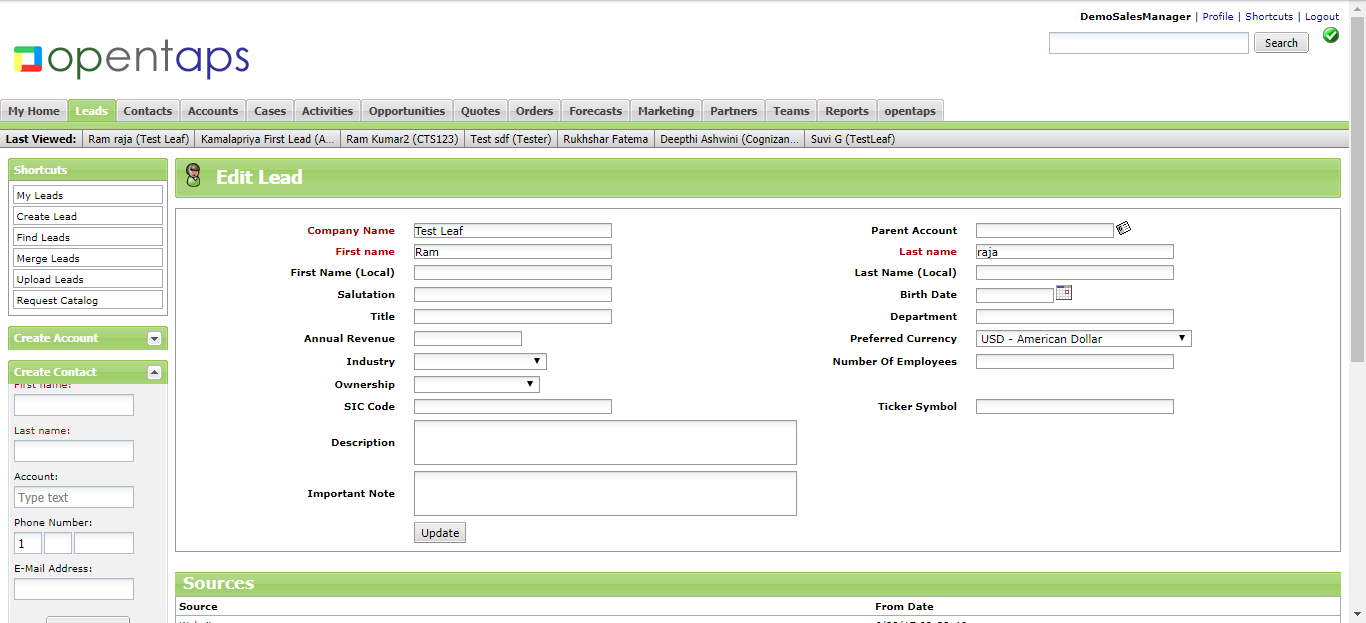 DemoSalesManager | Profile | Shortcuts | Logout
opentaps
Search
My Home Leads Contacts Accounts Cases Activities Opportunities Quotes Orders Forecasts Marketing Partners Teams Reports opentaps
Last Viewed: Ram raja (Test Leaf) Kamalapriya First Lead (A... Ram Kumar2 (CTS123) Test sdf (Tester) Rukhshar Fatema Deepthi Ashwini (Cognizan... Suvi G (TestLeaf)
Shortcuts
My Leads
Create Lead
Find Leads
Merge Leads
Upload Leads
Request Catalog
Create Account
Create Contact
First name:
Last name:
Account:
Type text
Phone Number:
1
E-Mail Address:
Edit Lead
Company Name Test Leaf Parent Account
First name Ram Last name raja
First Name (Local) Last Name (Local)
Salutation Birth Date
Title Department
Annual Revenue Preferred Currency USD - American Dollar
Industry Number Of Employees
Ownership
SIC Code Ticker Symbol
Description
Important Note
Update
Sources
Source From Date